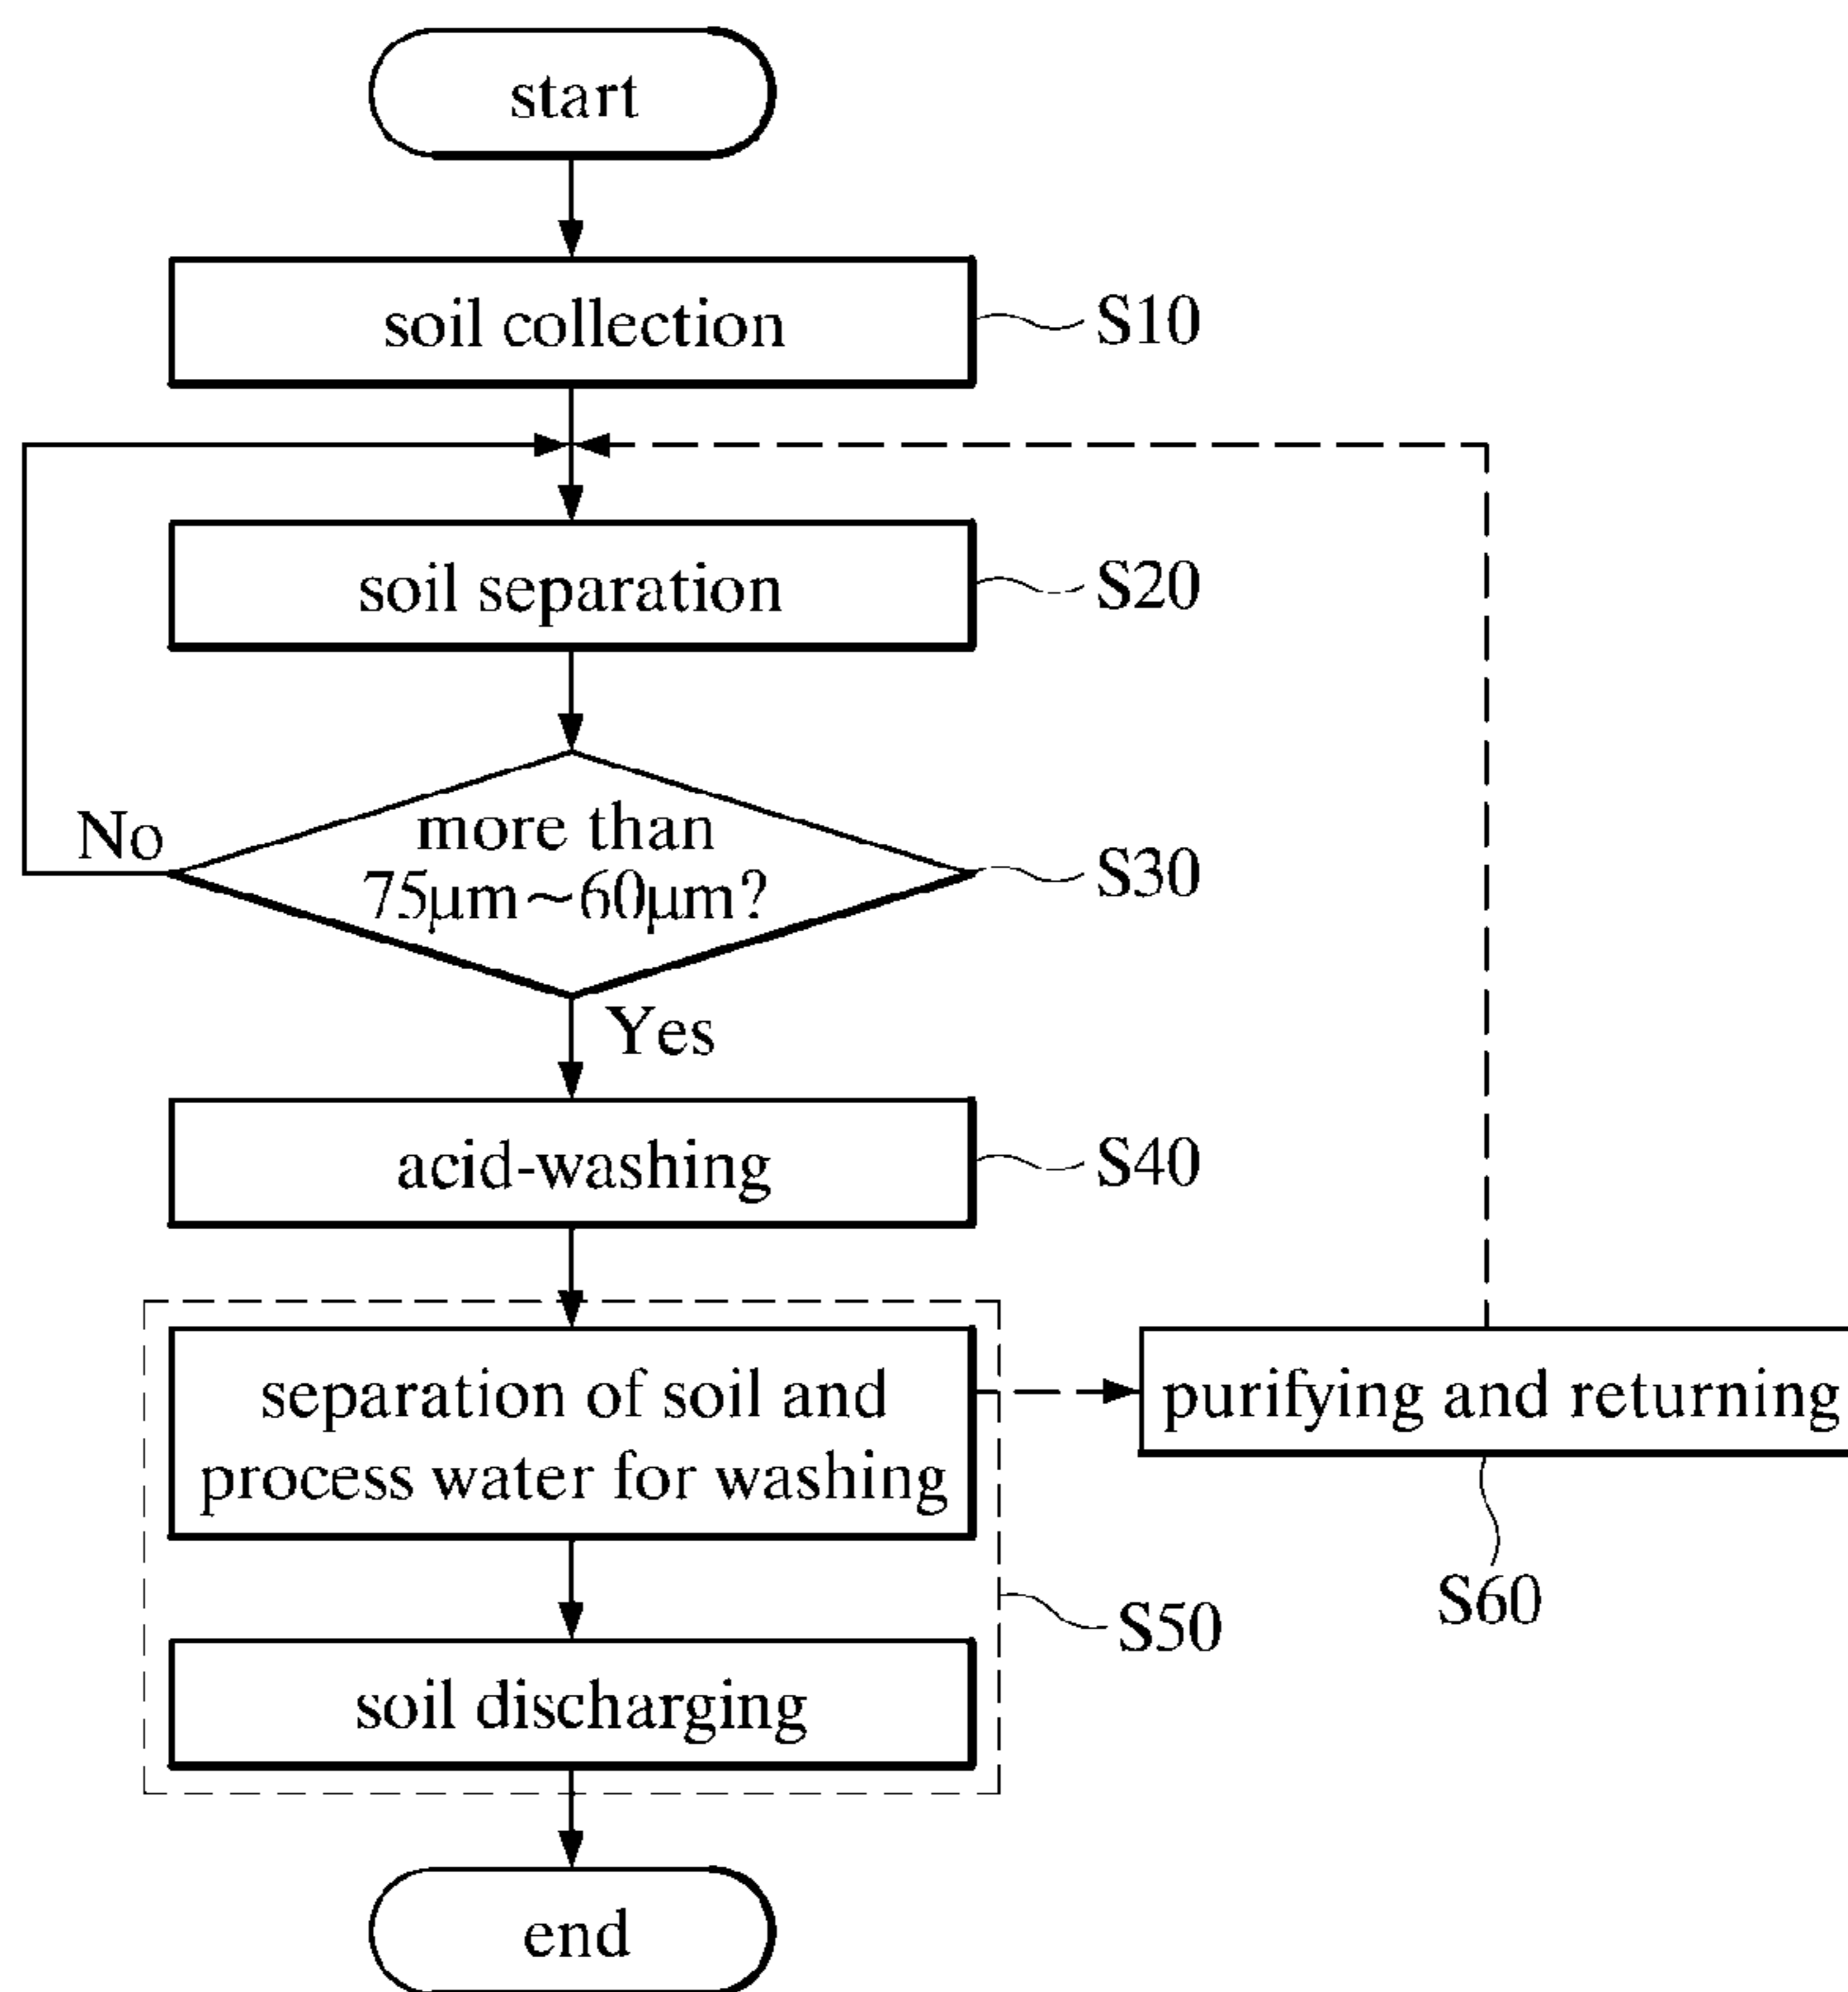 start
soil collection
S10
soil separation
S20
No
more than
75μm~60μm?
S30
Yes
acid-washing
S40
separation of soil and
process water for washing
purifying and returning
S60
S50
soil discharging
end